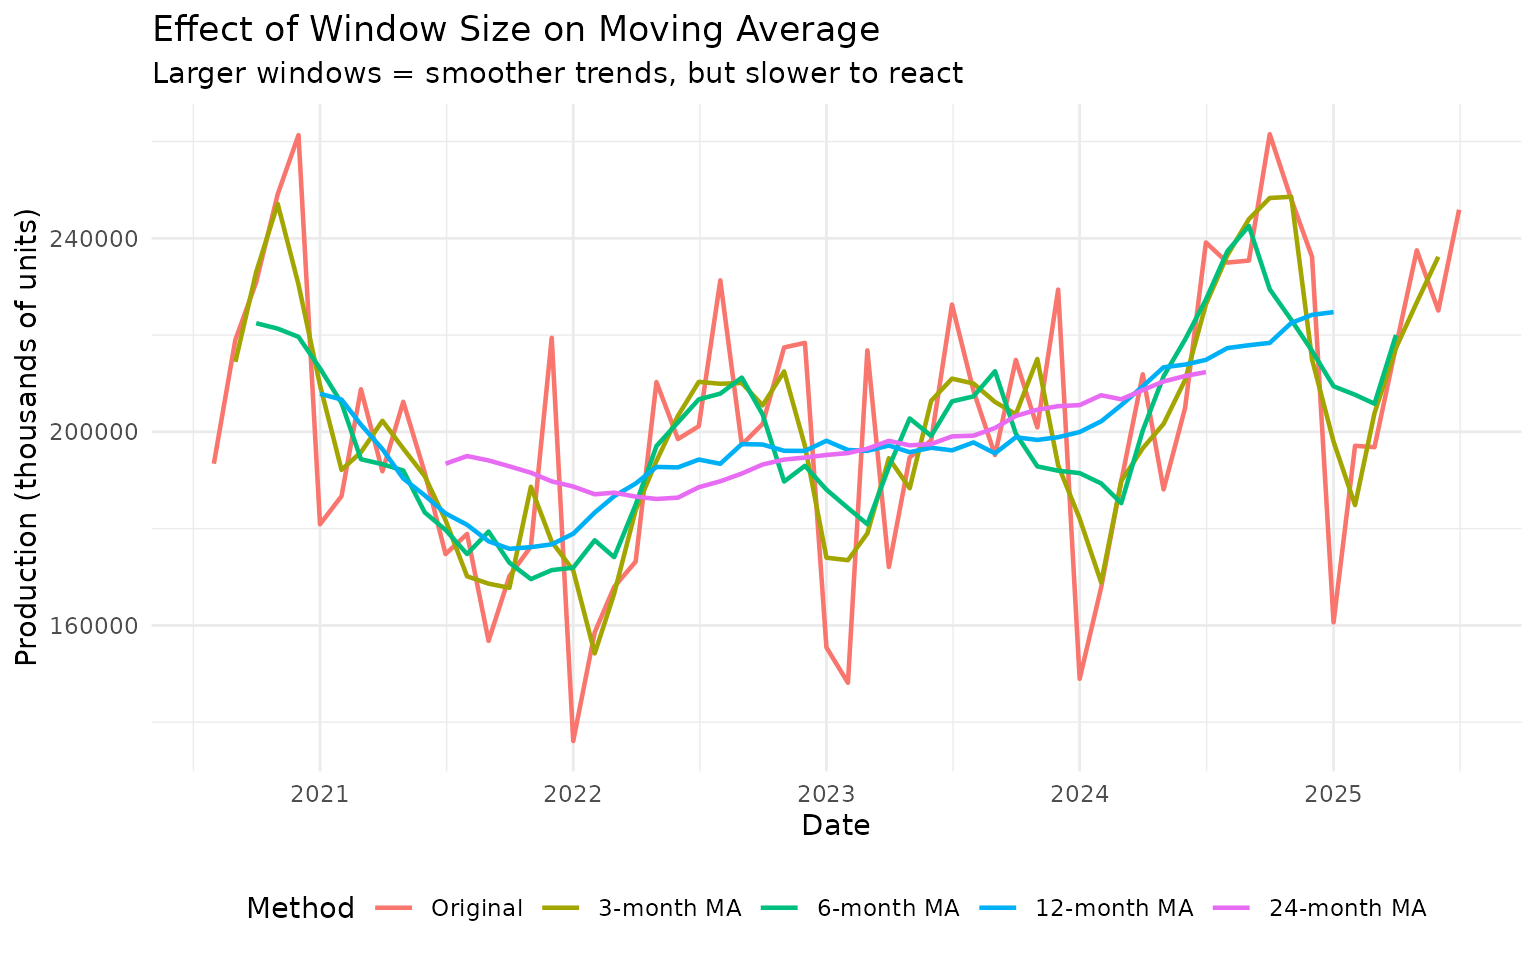 Effect of Window Size on Moving Average
Larger windows = smoother trends, but slower to react
Production (thousands of units)
240000
200000
160000
2021 2022 2023 2024 2025
Date
Method Original 3-month MA 6-month MA 12-month MA 24-month MA